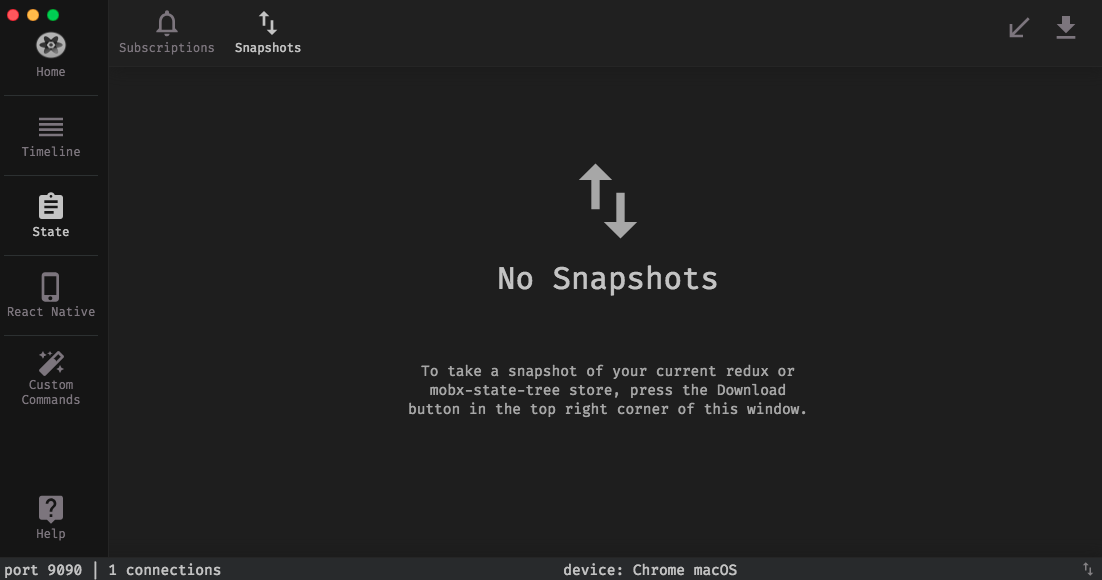 Subscriptions
Snapshots
Home
Timeline
State
React Native
Custom
Commands
Help
No Snapshots
To take a snapshot of your current redux or
mobx-state-tree store, press the Download
button in the top right corner of this window.
port 9090 | 1 connections
device: Chrome macOS